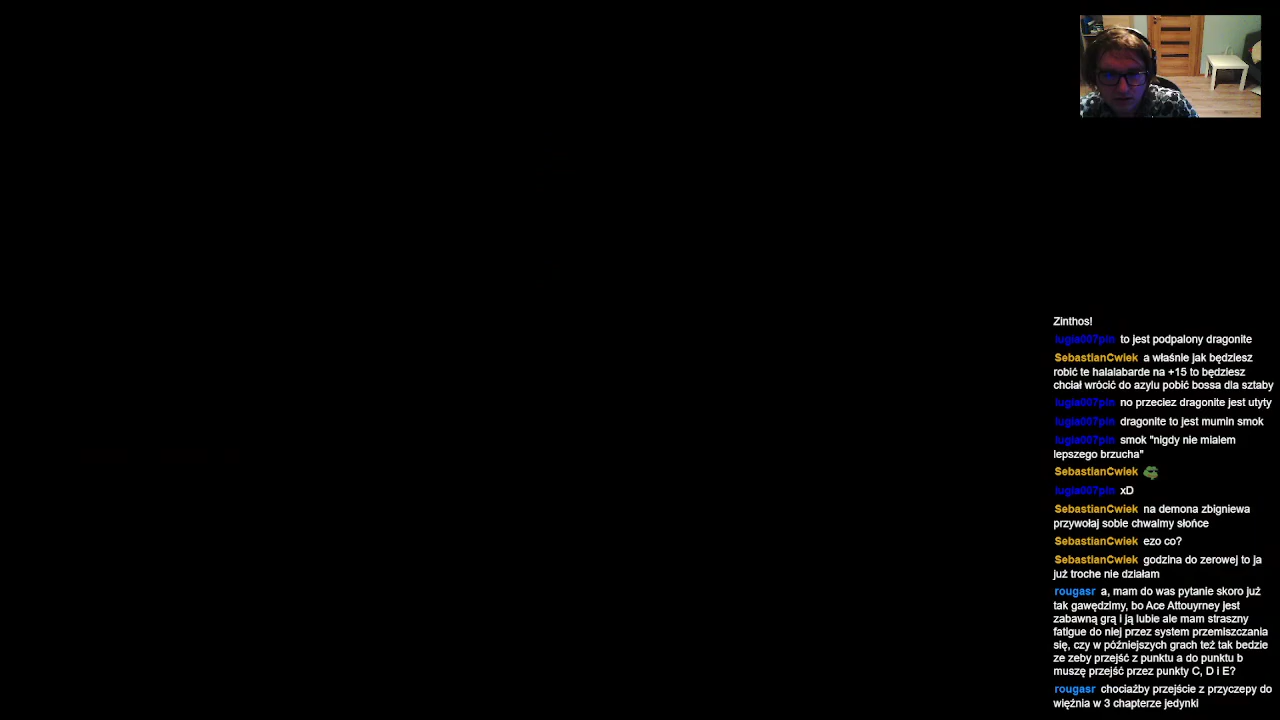 Zinthos!
lugia007pln to jest podpalony dragonite
SebastianCwiek a właśnie jak będziesz
robić te halalabarde na +15 to będziesz
chciał wrócić do azylu pobić bossa dla sztaby
lugia007pln no przeciez dragonite jest utyty
lugia007pln dragonite to jest mumin smok
lugia007pln smok "nigdy nie mialem
lepszego brzucha"
SebastianCwiek
lugia007pln xD
SebastianCwiek na demona zbigniewa
przywołaj sobie chwalmy słońce
SebastianCwiek ezo co?
SebastianCwiek godzina do zerowej to ja
już troche nie działam
rougasr a, mam do was pytanie skoro już
tak gawędzimy, bo Ace Attouyrney jest
zabawną grą i ją lubie ale mam straszny
fatigue do niej przez system przemiszczania
się, czy w późniejszych grach też tak bedzie
ze zeby przejść z punktu a do punktu b
muszę przejść przez punkty C, D i E?
rougasr chociażby przejście z przyczepy do
więźnia w 3 chapterze jedynki